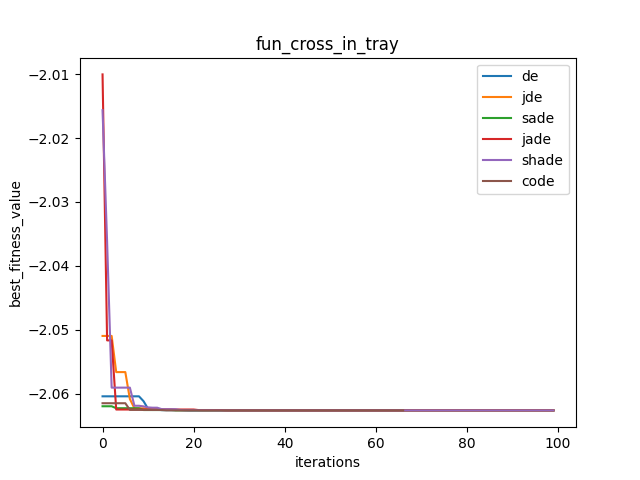 fun_cross_in_tray
−2.01
−2.02
−2.03
−2.04
−2.05
−2.06
best_fitness_value
de
jde
sade
jade
shade
code
0 20 40 60 80 100
iterations